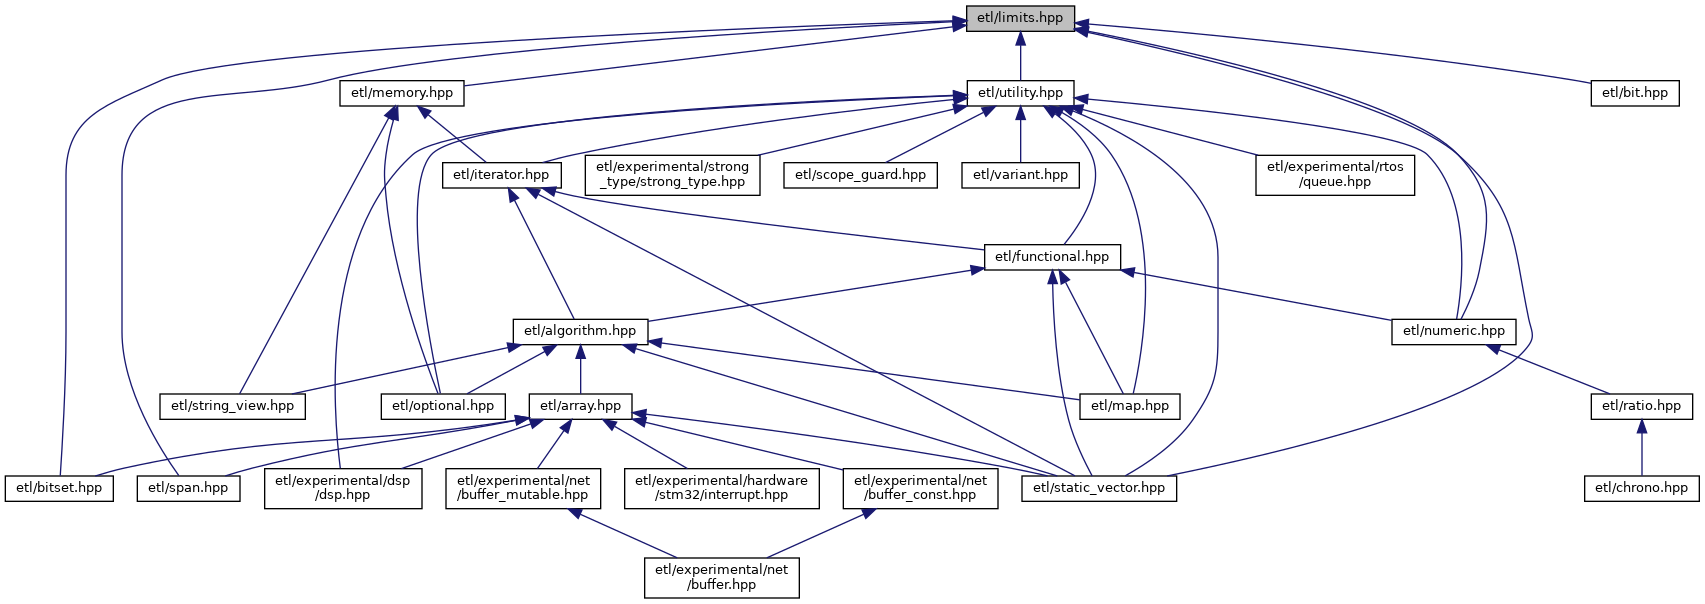 etl/limits.hpp
etl/memory.hpp
etl/utility.hpp
etl/bit.hpp
etl/iterator.hpp
etl/experimental/strong
_type/strong_type.hpp
etl/scope_guard.hpp
etl/variant.hpp
etl/experimental/rtos
/queue.hpp
etl/functional.hpp
etl/algorithm.hpp
etl/numeric.hpp
etl/string_view.hpp
etl/optional.hpp
etl/array.hpp
etl/map.hpp
etl/ratio.hpp
etl/bitset.hpp
etl/span.hpp
etl/experimental/dsp
/dsp.hpp
etl/experimental/net
/buffer_mutable.hpp
etl/experimental/hardware
/stm32/interrupt.hpp
etl/experimental/net
/buffer_const.hpp
etl/static_vector.hpp
etl/chrono.hpp
etl/experimental/net
/buffer.hpp